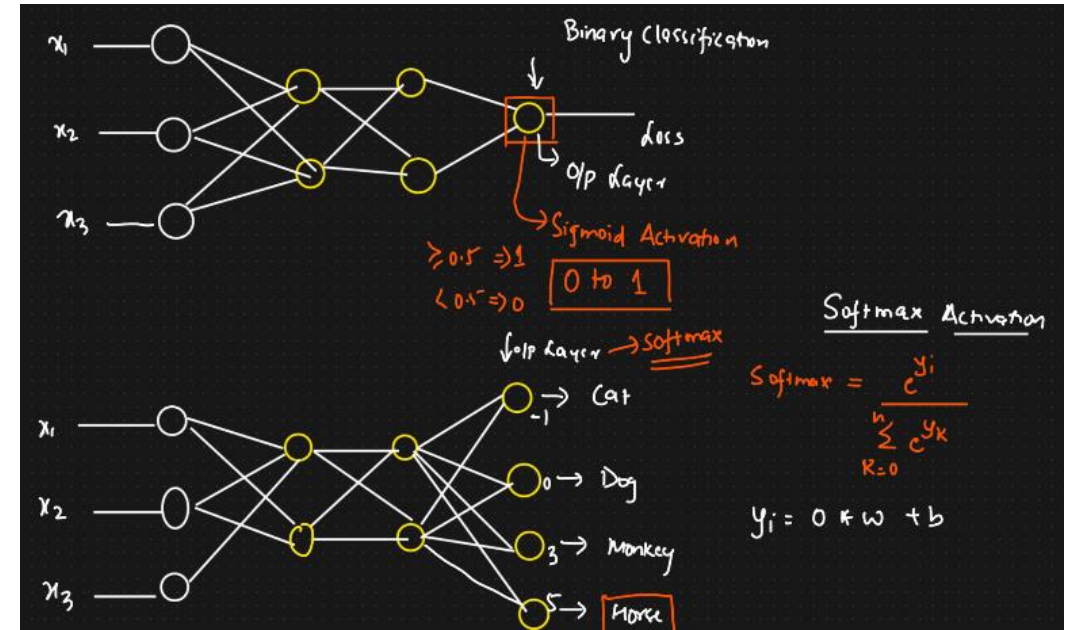 Binary Classification
x1
x2
x3
Loss
O/p Layer
Sigmoid Activation
≥ 0.5 => 1
< 0.5 => 0
0 to 1
Softmax Activation
O/p Layer → Softmax
Softmax = e^yi / n Σ K=0 e^yk
yi = O * w + b
x1
x2
x3
-1 → Cat
0 → Dog
3 → Monkey
5 → Horse